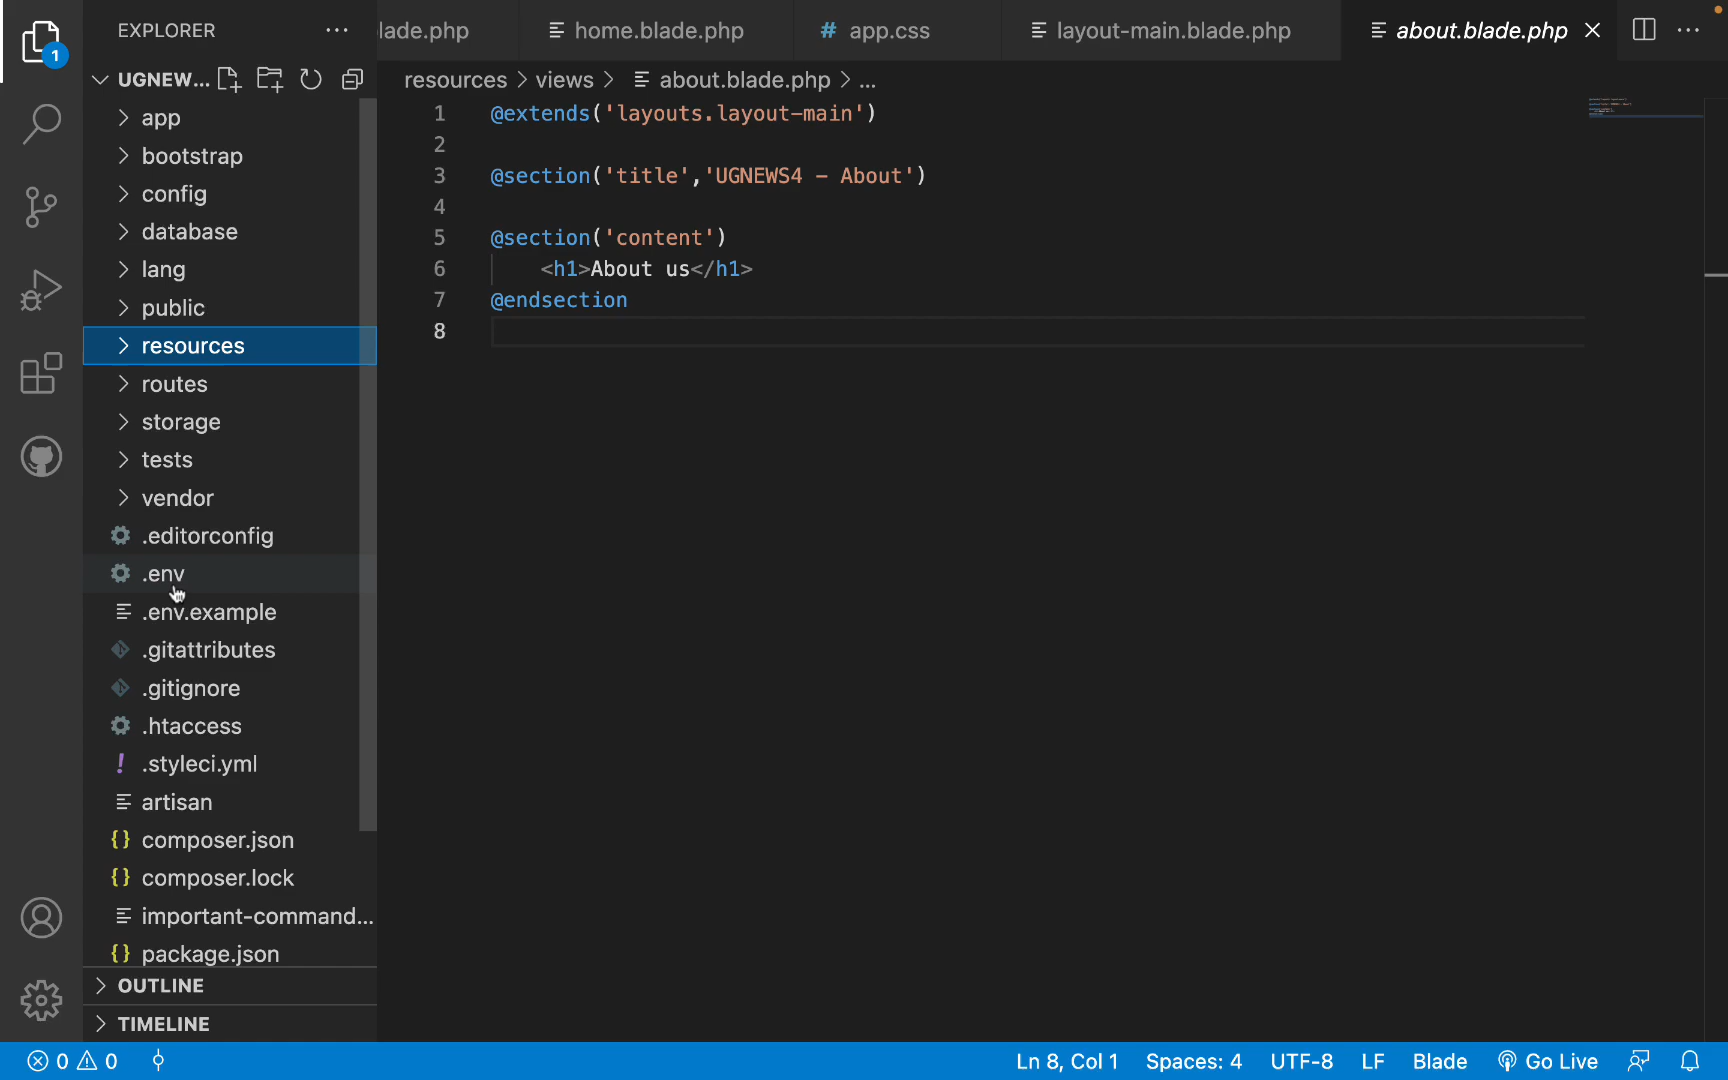 EXPLORER
1
UGNEW...
app
bootstrap
config
database
lang
public
resources
routes
storage
tests
vendor
.editorconfig
.env
.env.example
.gitattributes
.gitignore
.htaccess
! .styleci.yml
artisan
{} composer.json
{} composer.lock
important-command...
{} package.json
OUTLINE
TIMELINE
lade.php
home.blade.php
# app.css
layout-main.blade.php
about.blade.php
resources > views > about.blade.php > ...
1 @extends('layouts.layout-main')
2
3 @section('title','UGNEWS4 - About')
4
5 @section('content')
6 <h1>About us</h1>
7 @endsection
8
0 0
Ln 8, Col 1
Spaces: 4
UTF-8
LF
Blade
Go Live